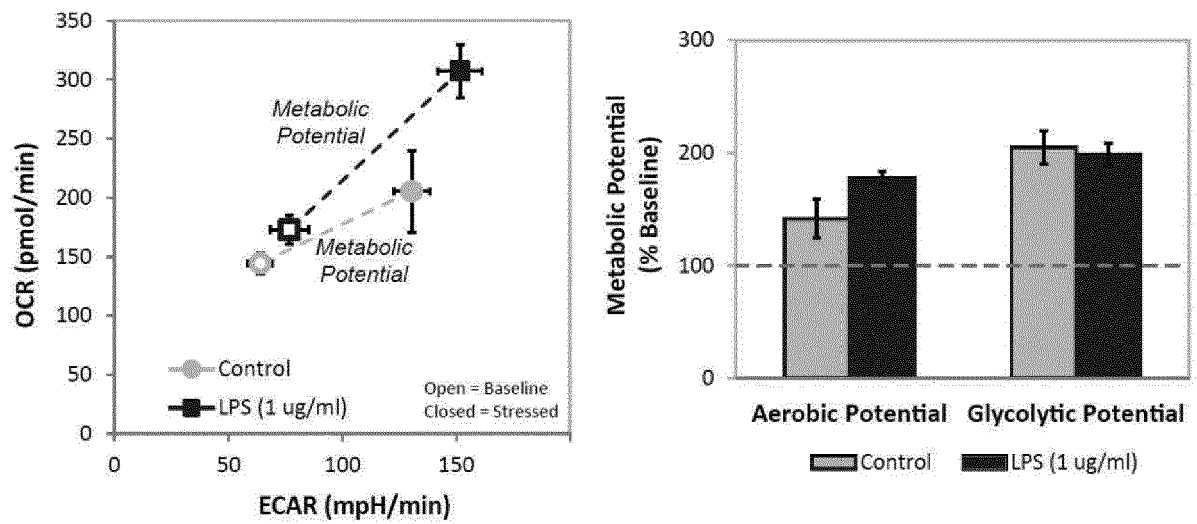 350
300
250
200
150
100
50
0
OCR (pmol/min)
Metabolic
Potential
Metabolic
Potential
Control
LPS (1 ug/ml)
Open = Baseline
Closed = Stressed
0
50
100
150
ECAR (mpH/min)
300
200
100
0
Metabolic Potential
(% Baseline)
Aerobic Potential
Glycolytic Potential
Control
LPS (1 ug/ml)